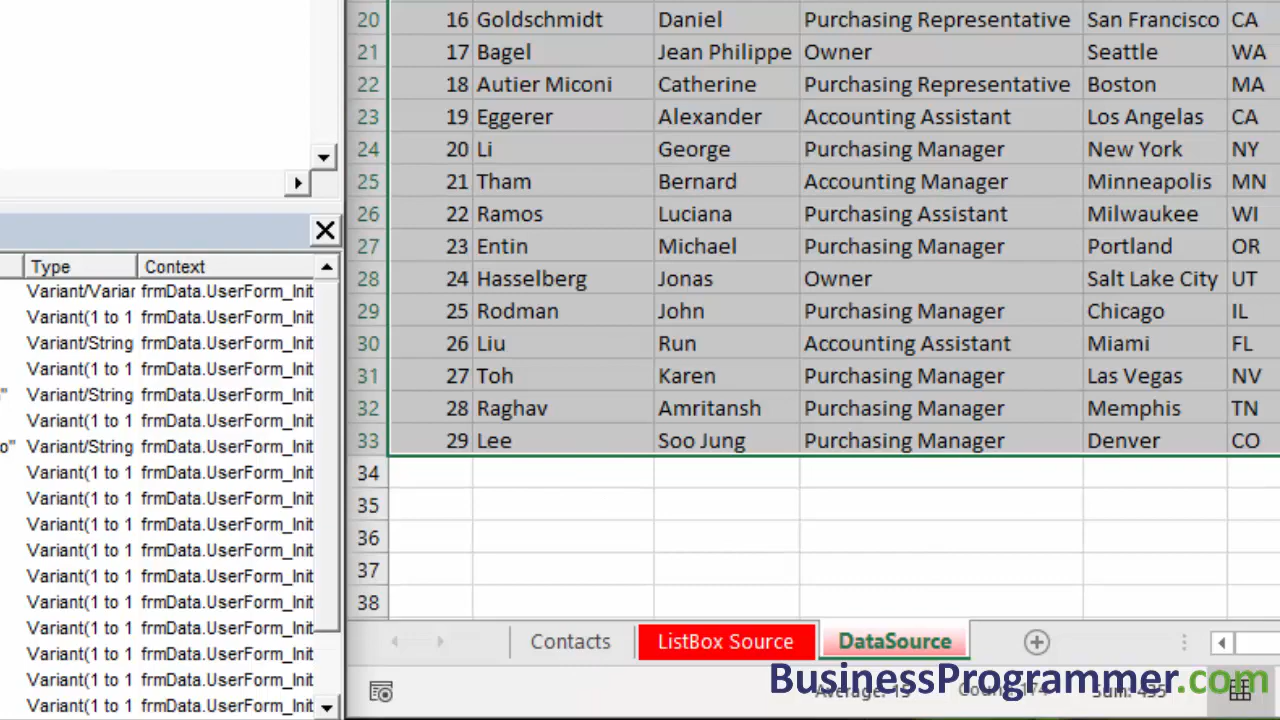 Type Context
Variant/Variar frmData.UserForm_Init
Variant(1 to 1 frmData.UserForm_Init
Variant/String frmData.UserForm_Init
Variant(1 to 1 frmData.UserForm_Init
" Variant/String frmData.UserForm_Init
Variant(1 to 1 frmData.UserForm_Init
o" Variant/String frmData.UserForm_Init
Variant(1 to 1 frmData.UserForm_Init
Variant(1 to 1 frmData.UserForm_Init
Variant(1 to 1 frmData.UserForm_Init
Variant(1 to 1 frmData.UserForm_Init
Variant(1 to 1 frmData.UserForm_Init
Variant(1 to 1 frmData.UserForm_Init
Variant(1 to 1 frmData.UserForm_Init
Variant(1 to 1 frmData.UserForm_Init
Variant(1 to 1 frmData.UserForm_Init
Variant(1 to 1 frmData.UserForm_Init
20 16 Goldschmidt Daniel Purchasing Representative San Francisco CA
21 17 Bagel Jean Philippe Owner Seattle WA
22 18 Autier Miconi Catherine Purchasing Representative Boston MA
23 19 Eggerer Alexander Accounting Assistant Los Angelas CA
24 20 Li George Purchasing Manager New York NY
25 21 Tham Bernard Accounting Manager Minneapolis MN
26 22 Ramos Luciana Purchasing Assistant Milwaukee WI
27 23 Entin Michael Purchasing Manager Portland OR
28 24 Hasselberg Jonas Owner Salt Lake City UT
29 25 Rodman John Purchasing Manager Chicago IL
30 26 Liu Run Accounting Assistant Miami FL
31 27 Toh Karen Purchasing Manager Las Vegas NV
32 28 Raghav Amritansh Purchasing Manager Memphis TN
33 29 Lee Soo Jung Purchasing Manager Denver CO
34
35
36
37
38
Contacts ListBox Source DataSource
BusinessProgrammer.com
Average: 15 Count: 174 Sum: 435